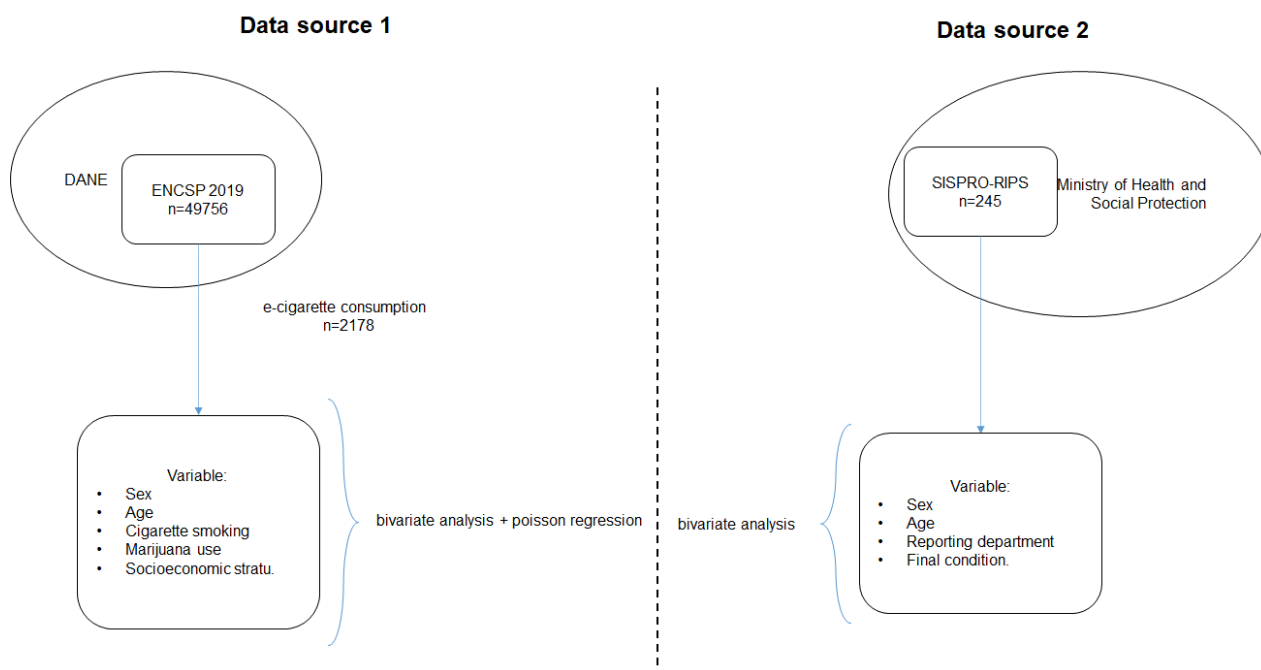 Data source 1
DANE
ENCSP 2019
n=49756
e-cigarette consumption
n=2178
Variable:
• Sex
• Age
• Cigarette smoking
• Marijuana use
• Socioeconomic stratu.
bivariate analysis + poisson regression
Data source 2
SISPRO-RIPS
n=245
Ministry of Health and
Social Protection
bivariate analysis
Variable:
• Sex
• Age
• Reporting department
• Final condition.